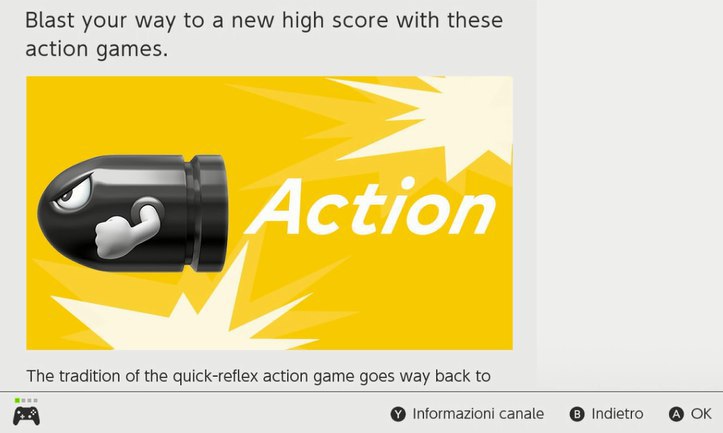 Blast your way to a new high score with these
action games.
Action
The tradition of the quick-reflex action game goes way back to
Y Informazioni canale B Indietro A OK